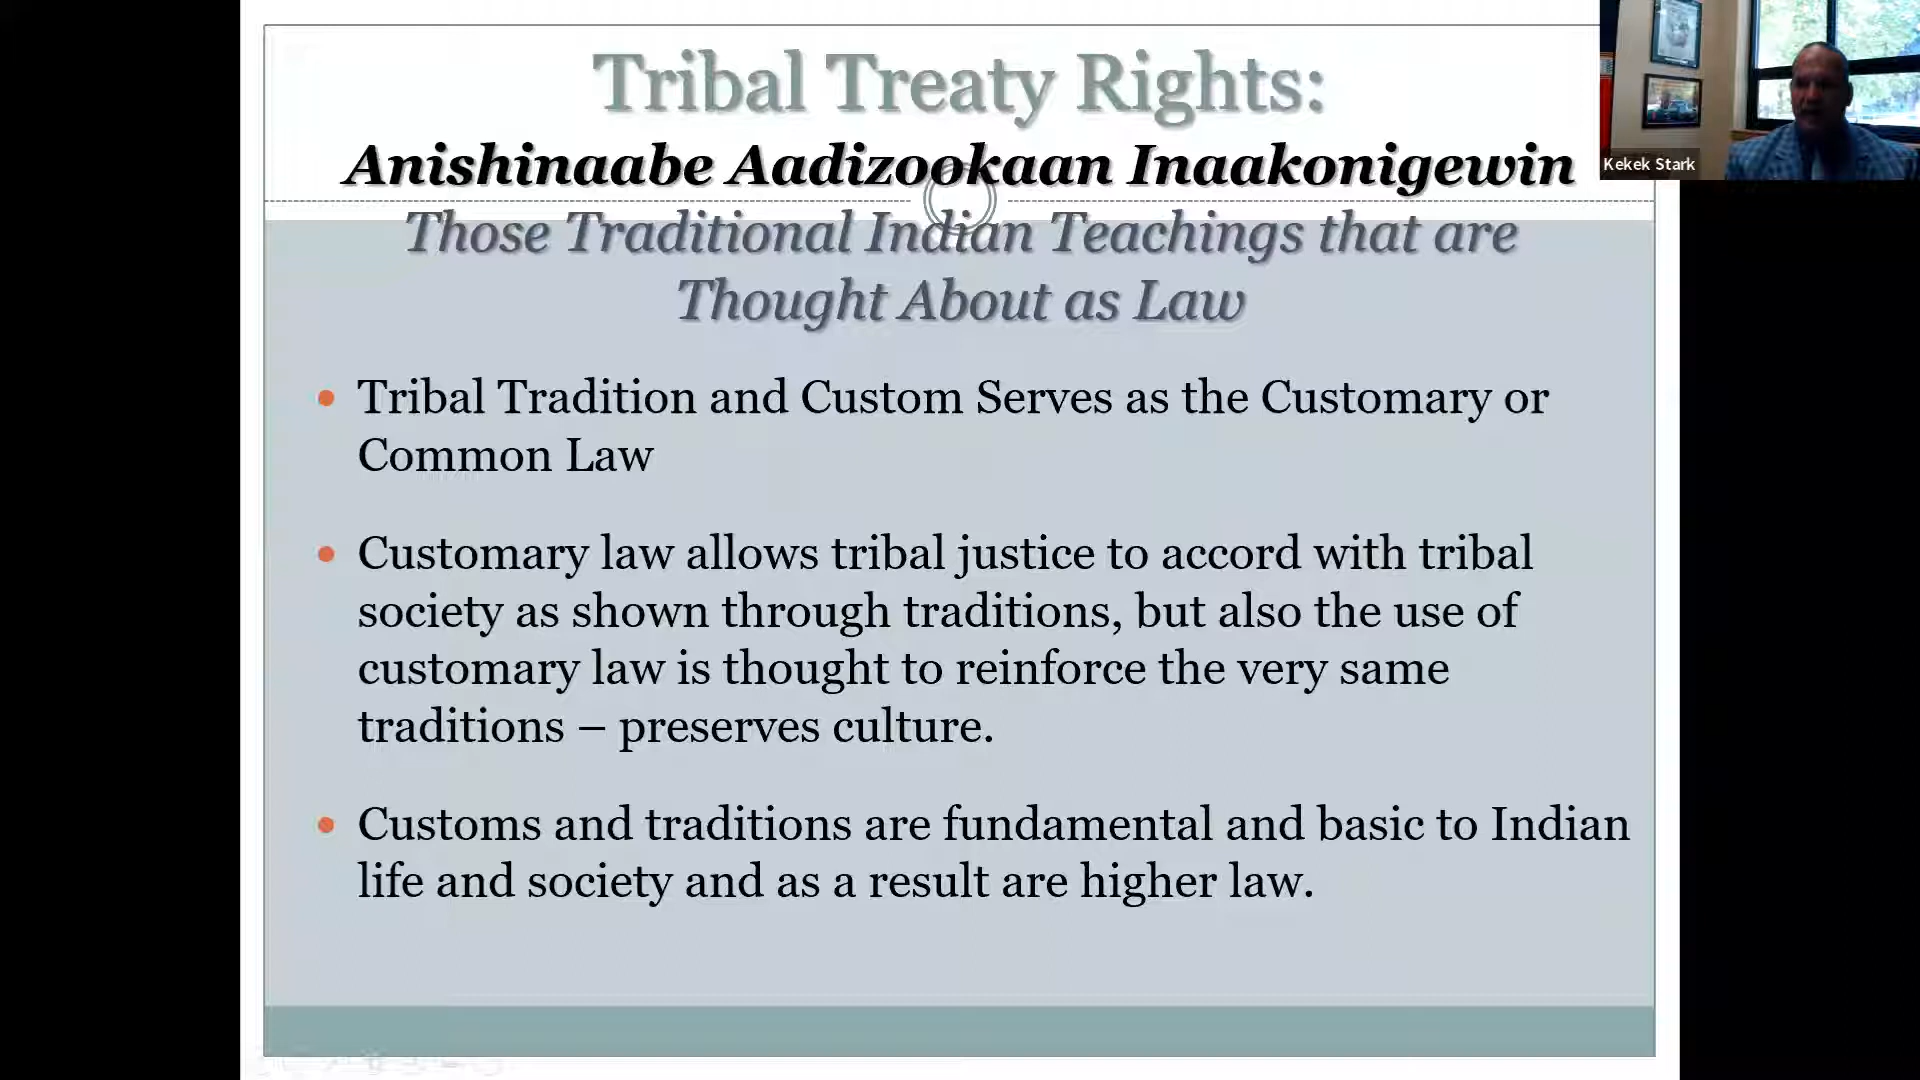 Tribal Treaty Rights:
Anishinaabe Aadizookaan Inaakonigewin
Those Traditional Indian Teachings that are
Thought About as Law
Kekek Stark
• Tribal Tradition and Custom Serves as the Customary or
Common Law
• Customary law allows tribal justice to accord with tribal
society as shown through traditions, but also the use of
customary law is thought to reinforce the very same
traditions – preserves culture.
• Customs and traditions are fundamental and basic to Indian
life and society and as a result are higher law.